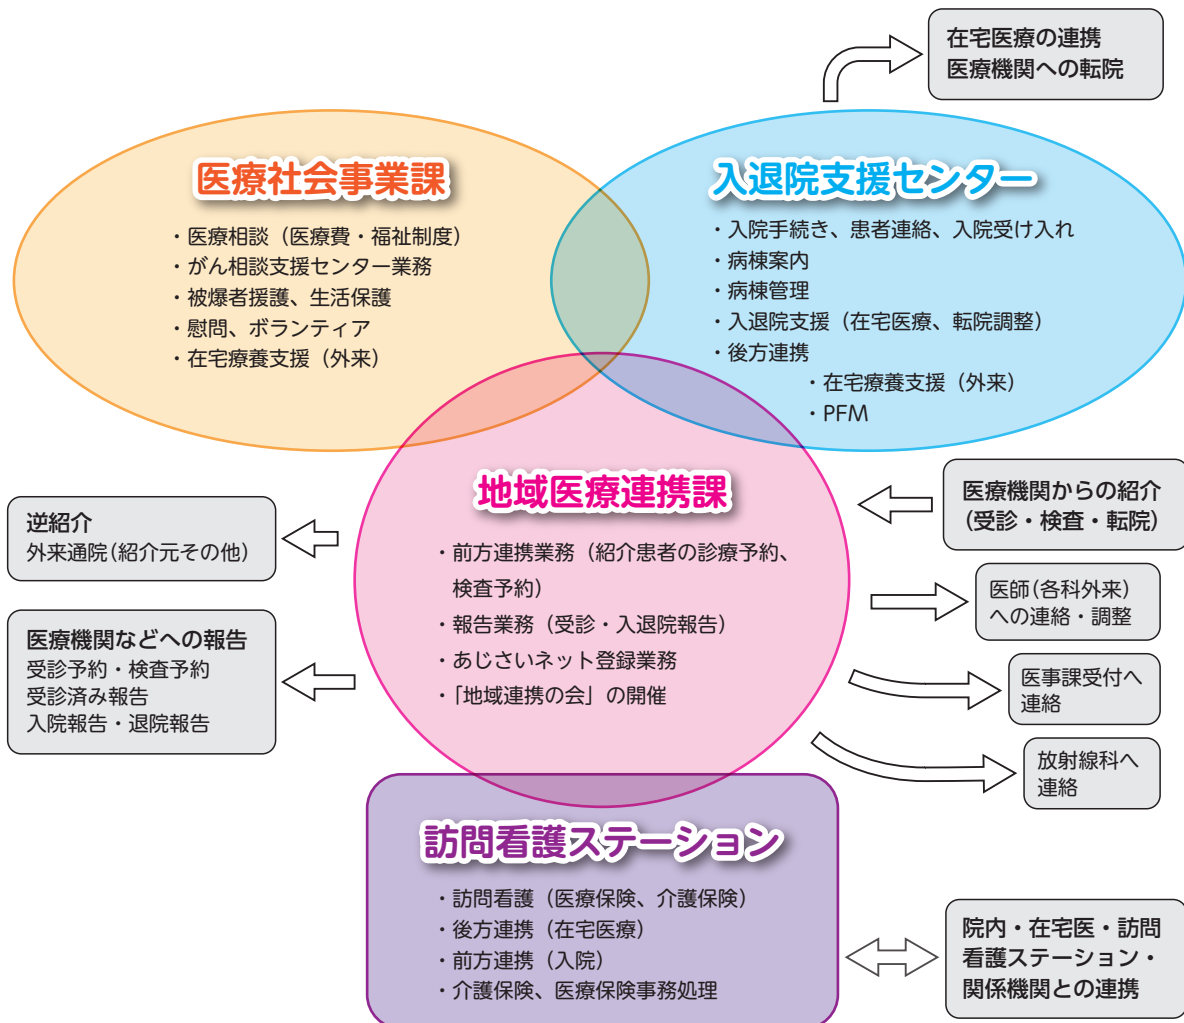 在宅医療の連携
医療機関への転院
医療社会事業課
・医療相談（医療費・福祉制度）
・がん相談支援センター業務
・被爆者援護、生活保護
・慰問、ボランティア
・在宅療養支援（外来）
入退院支援センター
・入院手続き、患者連絡、入院受け入れ
・病棟案内
・病棟管理
・入退院支援（在宅医療、転院調整）
・後方連携
・在宅療養支援（外来）
・PFM
地域医療連携課
・前方連携業務（紹介患者の診療予約、
検査予約）
・報告業務（受診・入退院報告）
・あじさいネット登録業務
・「地域連携の会」の開催
逆紹介
外来通院（紹介元その他）
医療機関などへの報告
受診予約・検査予約
受診済み報告
入院報告・退院報告
医療機関からの紹介
（受診・検査・転院）
医師（各科外来）
への連絡・調整
医事課受付へ
連絡
放射線科へ
連絡
訪問看護ステーション
・訪問看護（医療保険、介護保険）
・後方連携（在宅医療）
・前方連携（入院）
・介護保険、医療保険事務処理
院内・在宅医・訪問
看護ステーション・
関係機関との連携